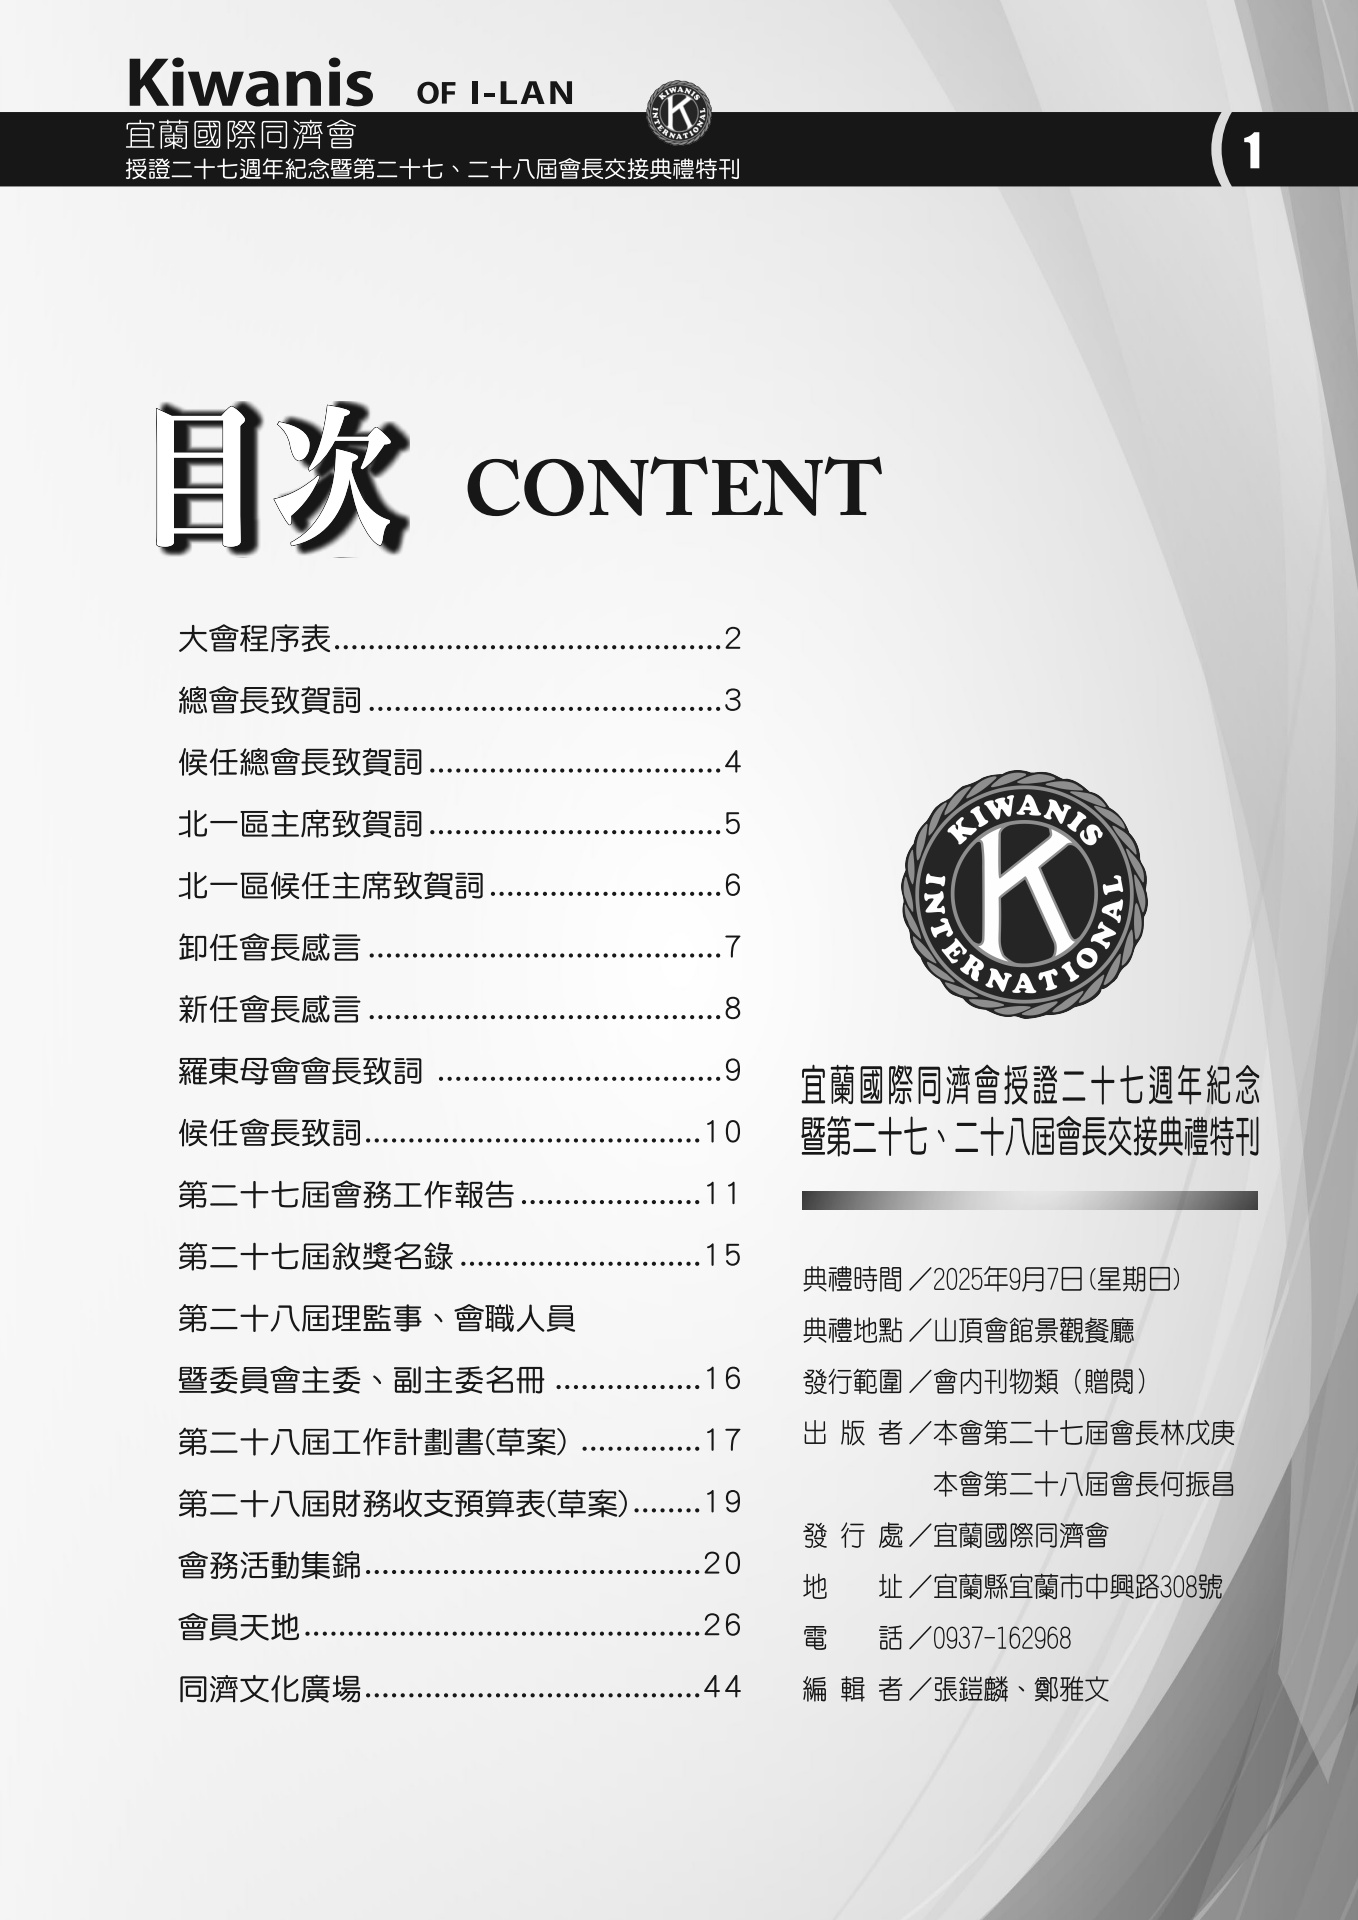 Kiwanis OF I-LAN
KIWANIS INTERNATIONAL
K
宜蘭國際同濟會
授證二十七週年紀念暨第二十七、二十八屆會長交接典禮特刊
1
目次 CONTENT
大會程序表.............................................2
總會長致賀詞.........................................3
候任總會長致賀詞..................................4
北一區主席致賀詞..................................5
北一區候任主席致賀詞...........................6
卸任會長感言.........................................7
新任會長感言.........................................8
羅東母會會長致詞.................................9
候任會長致詞.......................................10
第二十七屆會務工作報告.....................11
第二十七屆敘獎名錄............................15
第二十八屆理監事、會職人員
暨委員會主委、副主委名冊.................16
第二十八屆工作計劃書(草案)..............17
第二十八屆財務收支預算表(草案)........19
會務活動集錦.......................................20
會員天地..............................................26
同濟文化廣場.......................................44
KIWANIS
K
INTERNATIONAL
宜蘭國際同濟會授證二十七週年紀念
暨第二十七、二十八屆會長交接典禮特刊
典禮時間／2025年9月7日(星期日)
典禮地點／山頂會館景觀餐廳
發行範圍／會內刊物類（贈閱）
出版者／本會第二十七屆會長林戊庚
本會第二十八屆會長何振昌
發行處／宜蘭國際同濟會
地址／宜蘭縣宜蘭市中興路308號
電話／0937-162968
編輯者／張鎧麟、鄭雅文